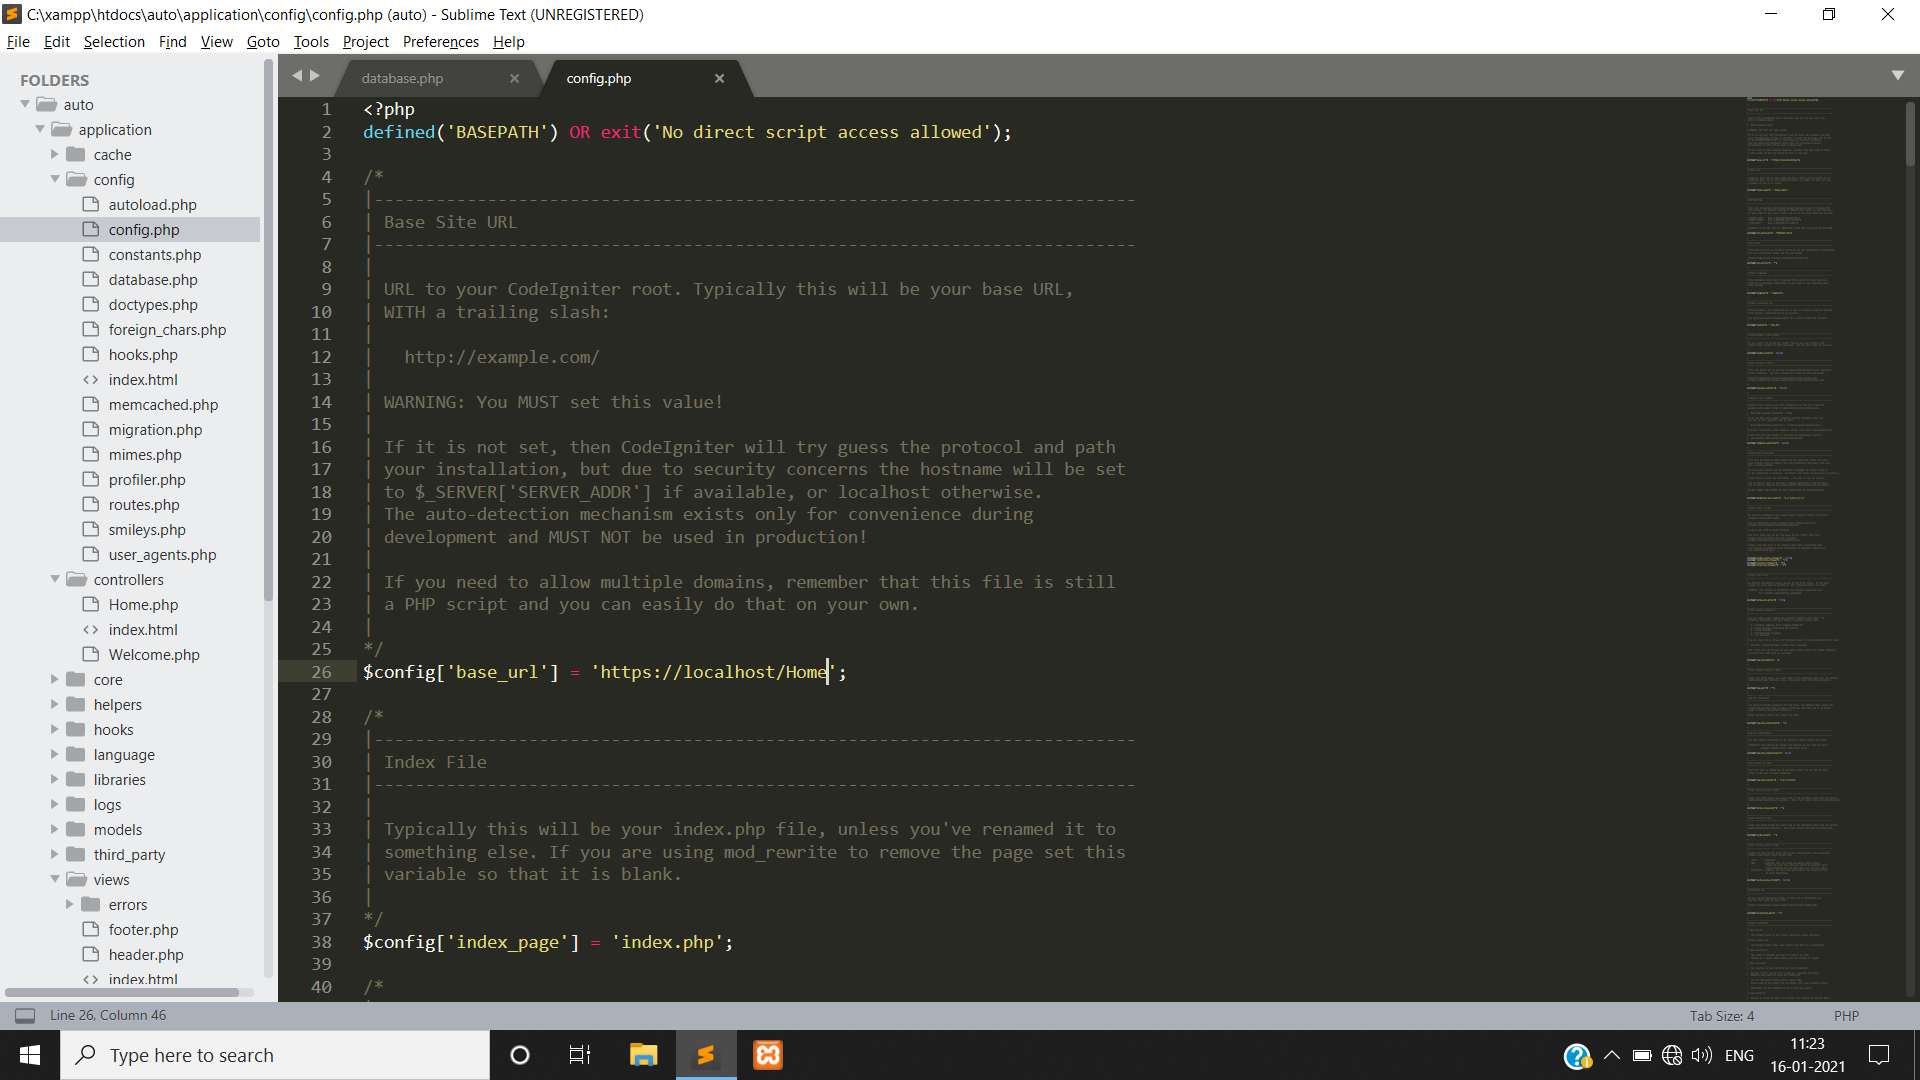 C:\xampp\htdocs\auto\application\config\config.php (auto) - Sublime Text (UNREGISTERED)
File Edit Selection Find View Goto Tools Project Preferences Help
FOLDERS
auto
application
cache
config
autoload.php
config.php
constants.php
database.php
doctypes.php
foreign_chars.php
hooks.php
index.html
memcached.php
migration.php
mimes.php
profiler.php
routes.php
smileys.php
user_agents.php
controllers
Home.php
index.html
Welcome.php
core
helpers
hooks
language
libraries
logs
models
third_party
views
errors
footer.php
header.php
index.html
database.php config.php
1 <?php
2 defined('BASEPATH') OR exit('No direct script access allowed');
3
4 /*
5 |--------------------------------------------------------------------------
6 | Base Site URL
7 |--------------------------------------------------------------------------
8 |
9 | URL to your CodeIgniter root. Typically this will be your base URL,
10 | WITH a trailing slash:
11 |
12 |	http://example.com/
13 |
14 | WARNING: You MUST set this value!
15 |
16 | If it is not set, then CodeIgniter will try guess the protocol and path
17 | your installation, but due to security concerns the hostname will be set
18 | to $_SERVER['SERVER_ADDR'] if available, or localhost otherwise.
19 | The auto-detection mechanism exists only for convenience during
20 | development and MUST NOT be used in production!
21 |
22 | If you need to allow multiple domains, remember that this file is still
23 | a PHP script and you can easily do that on your own.
24 |
25 */
26 $config['base_url'] = 'https://localhost/Home';
27
28 /*
29 |--------------------------------------------------------------------------
30 | Index File
31 |--------------------------------------------------------------------------
32 |
33 | Typically this will be your index.php file, unless you've renamed it to
34 | something else. If you are using mod_rewrite to remove the page set this
35 | variable so that it is blank.
36 |
37 */
38 $config['index_page'] = 'index.php';
39
40 /*
Line 26, Column 46
Tab Size: 4 PHP
Type here to search
ENG
11:23
16-01-2021